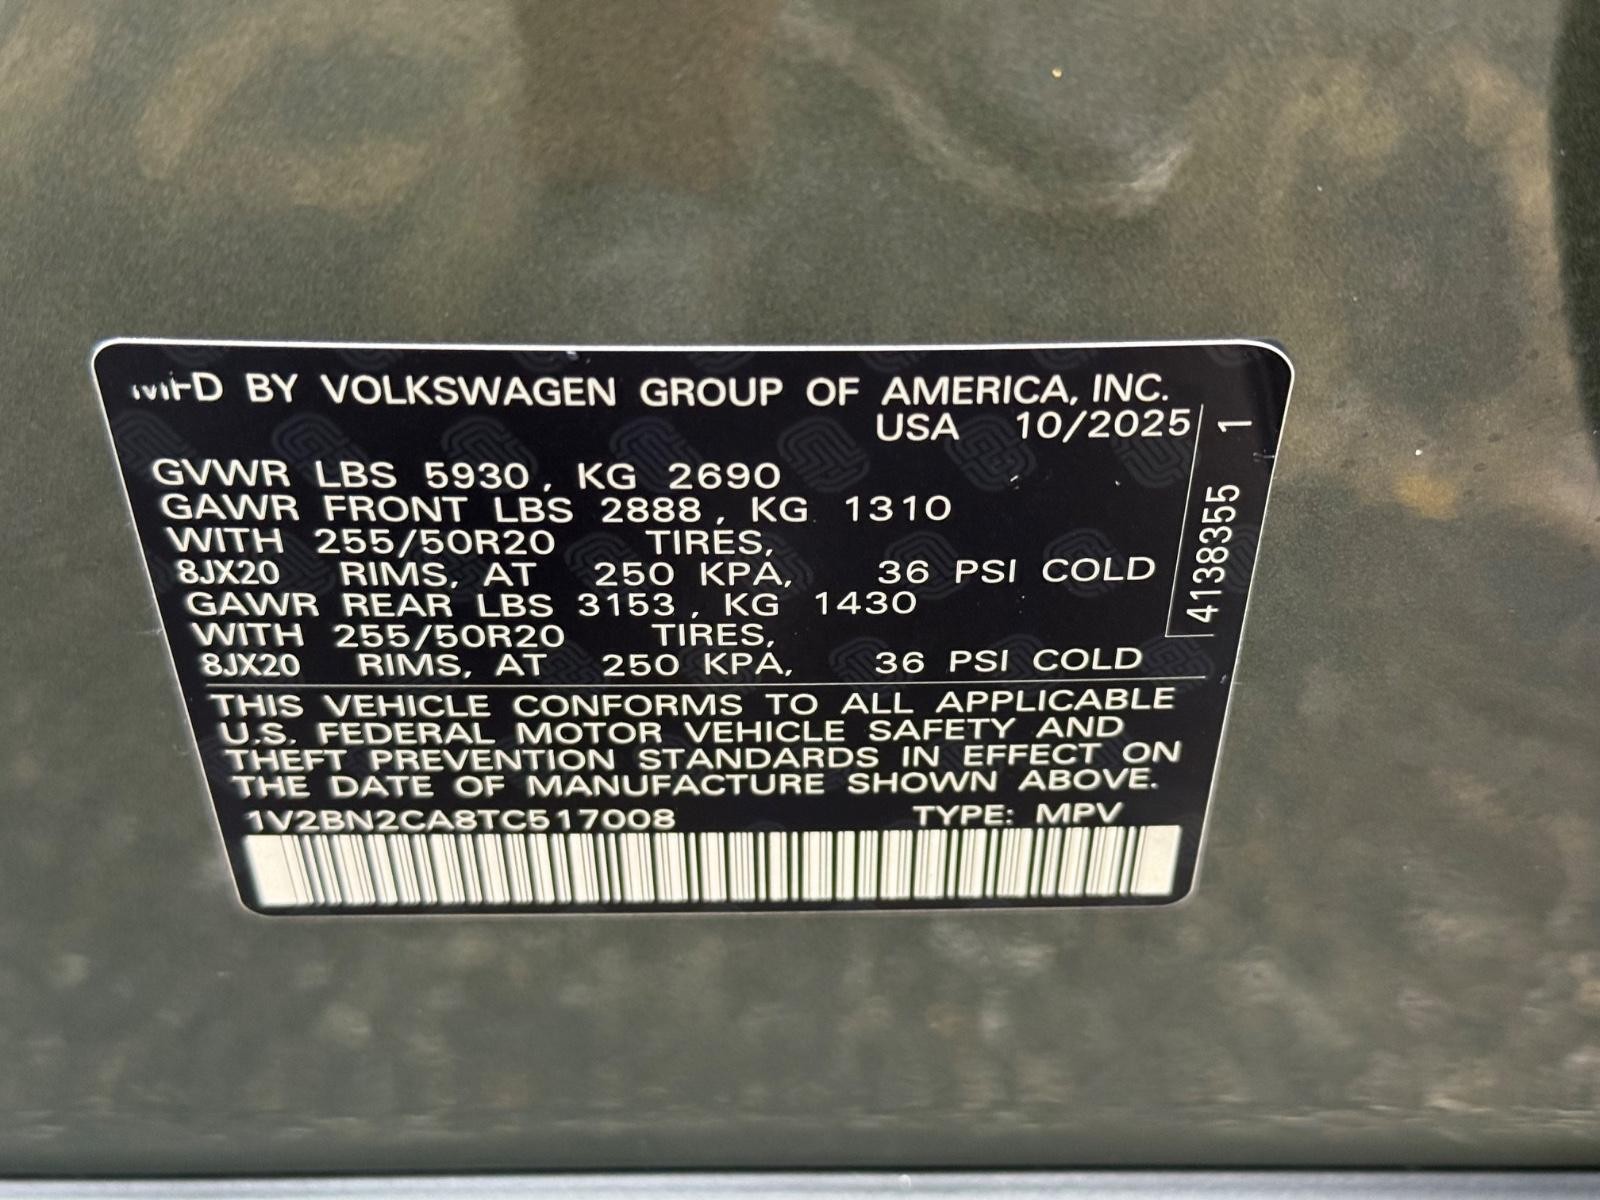 MFD BY VOLKSWAGEN GROUP OF AMERICA, INC.
USA 10/2025
GVWR LBS 5930, KG 2690
GAWR FRONT LBS 2888, KG 1310
WITH 255/50R20 TIRES,
8JX20 RIMS, AT 250 KPA, 36 PSI COLD
GAWR REAR LBS 3153, KG 1430
WITH 255/50R20 TIRES,
8JX20 RIMS, AT 250 KPA, 36 PSI COLD
THIS VEHICLE CONFORMS TO ALL APPLICABLE
U.S. FEDERAL MOTOR VEHICLE SAFETY AND
THEFT PREVENTION STANDARDS IN EFFECT ON
THE DATE OF MANUFACTURE SHOWN ABOVE.
1V2BN2CA8TC517008 TYPE: MPV
4138355 1